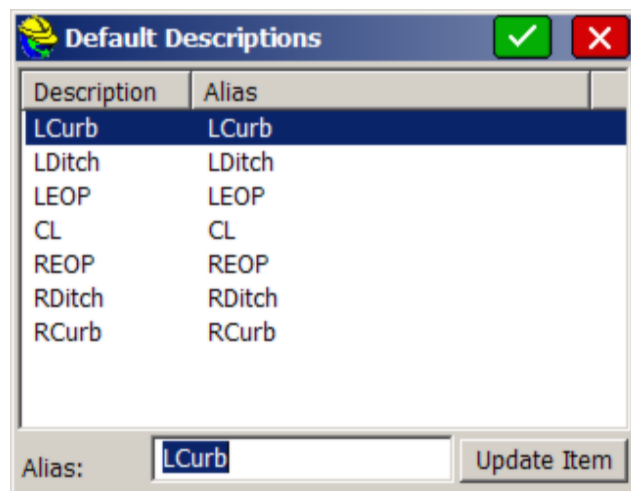 Default Descriptions
Description Alias
LCurb LCurb
LDitch LDitch
LEOP LEOP
CL CL
REOP REOP
RDitch RDitch
RCurb RCurb
Alias: LCurb Update Item